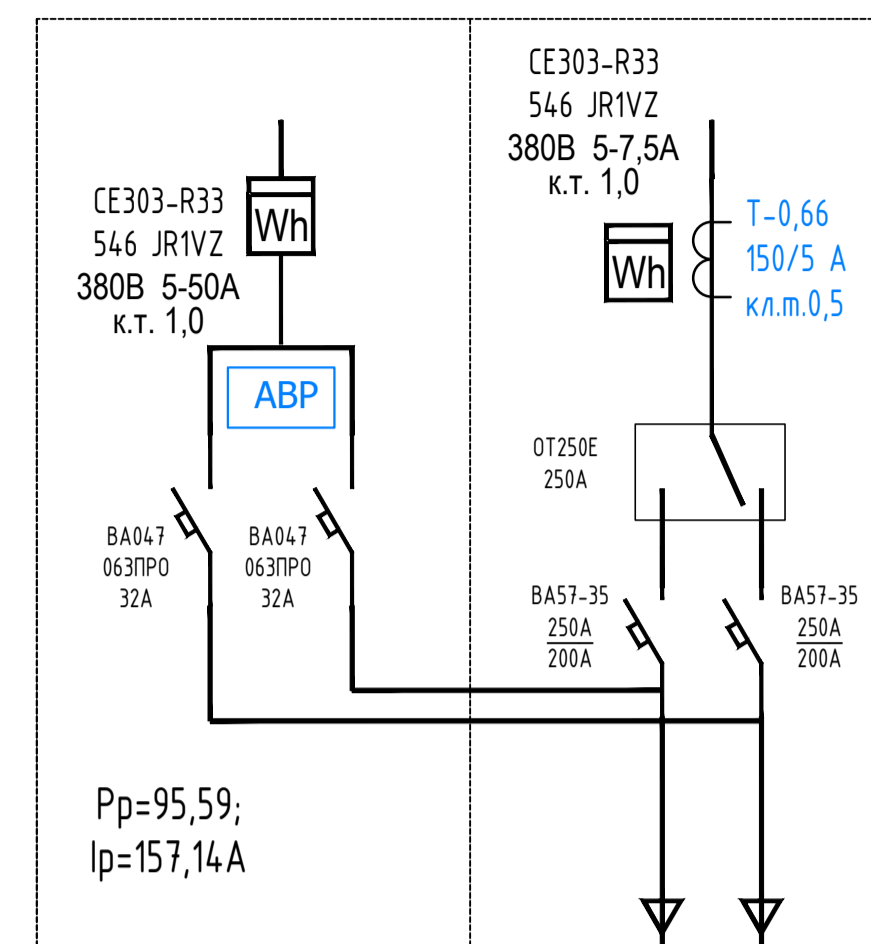 CE303-R33
546 JR1VZ
380В 5-7,5А
к.т. 1,0
Wh
Т-0,66
150/5 А
кл.т.0,5
CE303-R33
546 JR1VZ
380В 5-50А
к.т. 1,0
Wh
АВР
ОТ250Е
250А
ВА047
063ПРО
32А
ВА047
063ПРО
32А
ВА57-35
250А
200А
ВА57-35
250А
200А
Рр=95,59;
Iр=157,14А